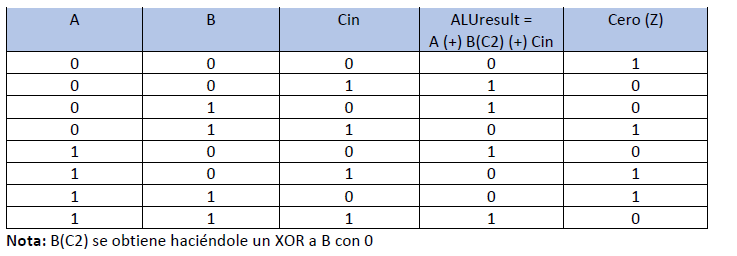 A B Cin ALUresult = Cero (Z)
A (+) B(C2) (+) Cin
0 0 0 0 1
0 0 1 1 0
0 1 0 1 0
0 1 1 0 1
1 0 0 1 0
1 0 1 0 1
1 1 0 0 1
1 1 1 1 0
Nota: B(C2) se obtiene haciéndole un XOR a B con 0